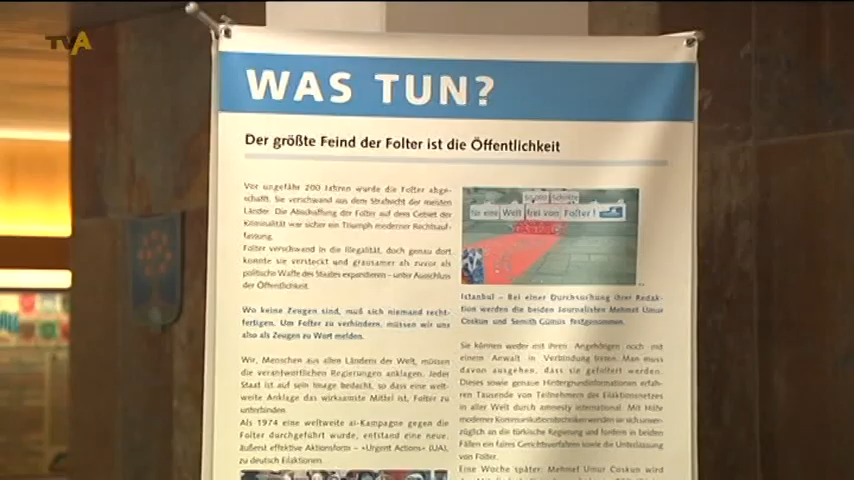 TVA
WAS TUN?
Der größte Feind der Folter ist die Öffentlichkeit
Vor ungefähr 200 Jahren wurde die Folter abge-
schafft. Sie verschwand aus dem Strafrecht der meisten
Länder. Die Abschaffung der Folter auf dem Gebiet der
Kriminalität war sicher ein Triumph moderner Rechtsauf-
fassung.
Folter verschwand in die Illegalität, doch genau dort
konnte sie versteckt und grausamer als zuvor als
politische Waffe des Staates expandieren – unter Ausschluss
der Öffentlichkeit.
Wo keine Zeugen sind, muß sich niemand recht-
fertigen. Um Folter zu verhindern, müssen wir uns
also als Zeugen zu Wort melden.
Wir, Menschen aus allen Ländern der Welt, müssen
die verantwortlichen Regierungen anklagen. Jeder
Staat ist auf sein Image bedacht, so dass eine welt-
weite Anklage das wirksamste Mittel ist, Folter zu
unterbinden.
Als 1974 eine weltweite ai-Kampagne gegen die
Folter durchgeführt wurde, entstand eine neue,
äußerst effektive Aktionsform – »Urgent Actions« (UA),
zu deutsch Eilaktionen.
50.000 Schritte
für eine Welt frei von Folter!
Istanbul – Bei einer Durchsuchung ihrer Redak-
tion werden die beiden Journalisten Mehmet Umur
Coskun und Semith Gümüs festgenommen.
Sie können weder mit ihren Angehörigen noch mit
einem Anwalt in Verbindung treten. Man muss
davon ausgehen, dass sie gefoltert werden.
Dieses sowie genaue Hintergrundinformationen erfah-
ren Tausende von Teilnehmern des Eilaktionsnetzes
in aller Welt durch amnesty international. Mit Hilfe
moderner Kommunikationstechniken wenden sie sich unver-
züglich an die türkische Regierung und fordern in beiden
Fällen ein faires Gerichtsverfahren sowie die Unterlassung
von Folter.
Eine Woche später: Mehmet Umur Coskun wird